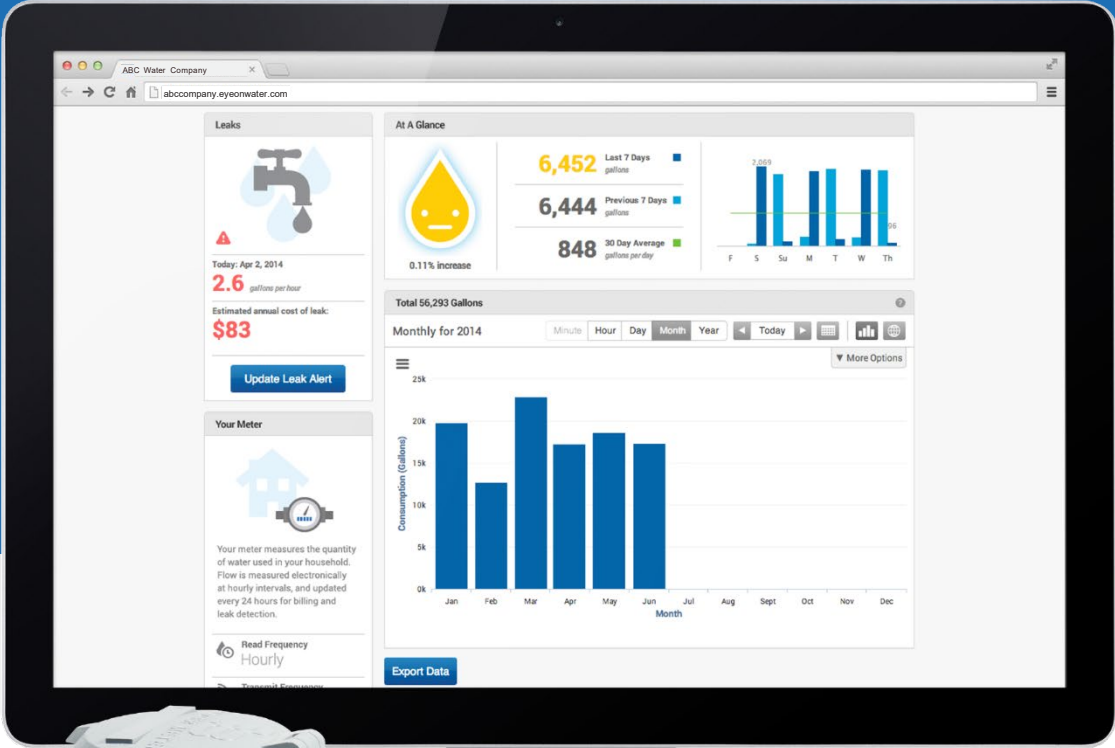 ABC Water Company
abccompany.eyeonwater.com
Leaks
Today: Apr 2, 2014
2.6 gallons per hour
Estimated annual cost of leak:
$83
Update Leak Alert
Your Meter
Your meter measures the quantity
of water used in your household.
Flow is measured electronically
at hourly intervals, and updated
every 24 hours for billing and
leak detection.
Read Frequency
Hourly
Transmit Frequency
At A Glance
0.11% increase
6,452 Last 7 Days
gallons
6,444 Previous 7 Days
gallons
848 30 Day Average
gallons per day
2,069
96
F S Su M T W Th
Total 56,293 Gallons
Monthly for 2014
Minute Hour Day Month Year Today
▼ More Options
25k
20k
15k
10k
5k
0k
Consumption (Gallons)
Jan Feb Mar Apr May Jun Jul Aug Sept Oct Nov Dec
Month
Export Data